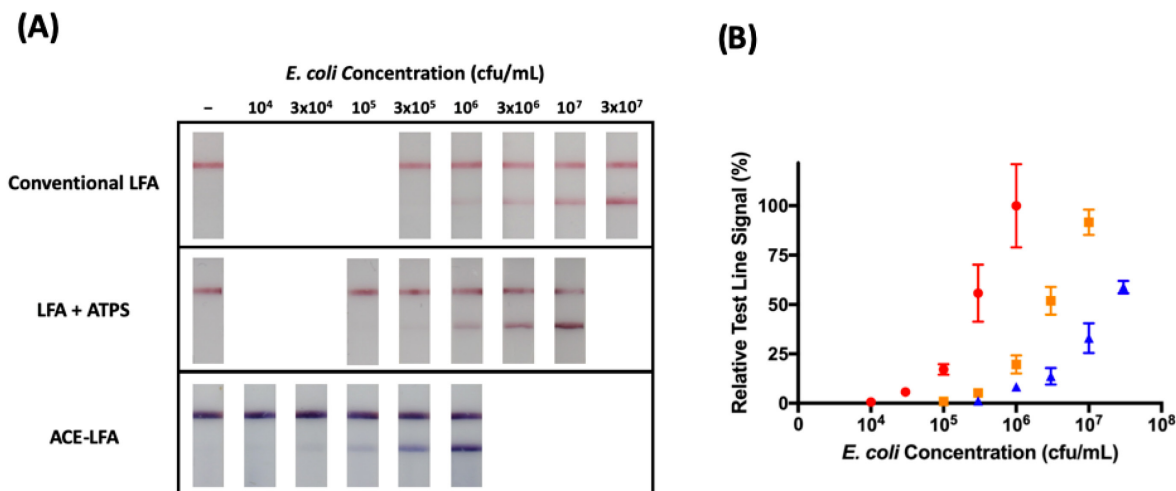 (A)
E. coli Concentration (cfu/mL)
– 10⁴ 3x10⁴ 10⁵ 3x10⁵ 10⁶ 3x10⁶ 10⁷ 3x10⁷
Conventional LFA
LFA + ATPS
ACE-LFA
(B)
Relative Test Line Signal (%)
100
75
50
25
0
0 10⁴ 10⁵ 10⁶ 10⁷ 10⁸
E. coli Concentration (cfu/mL)